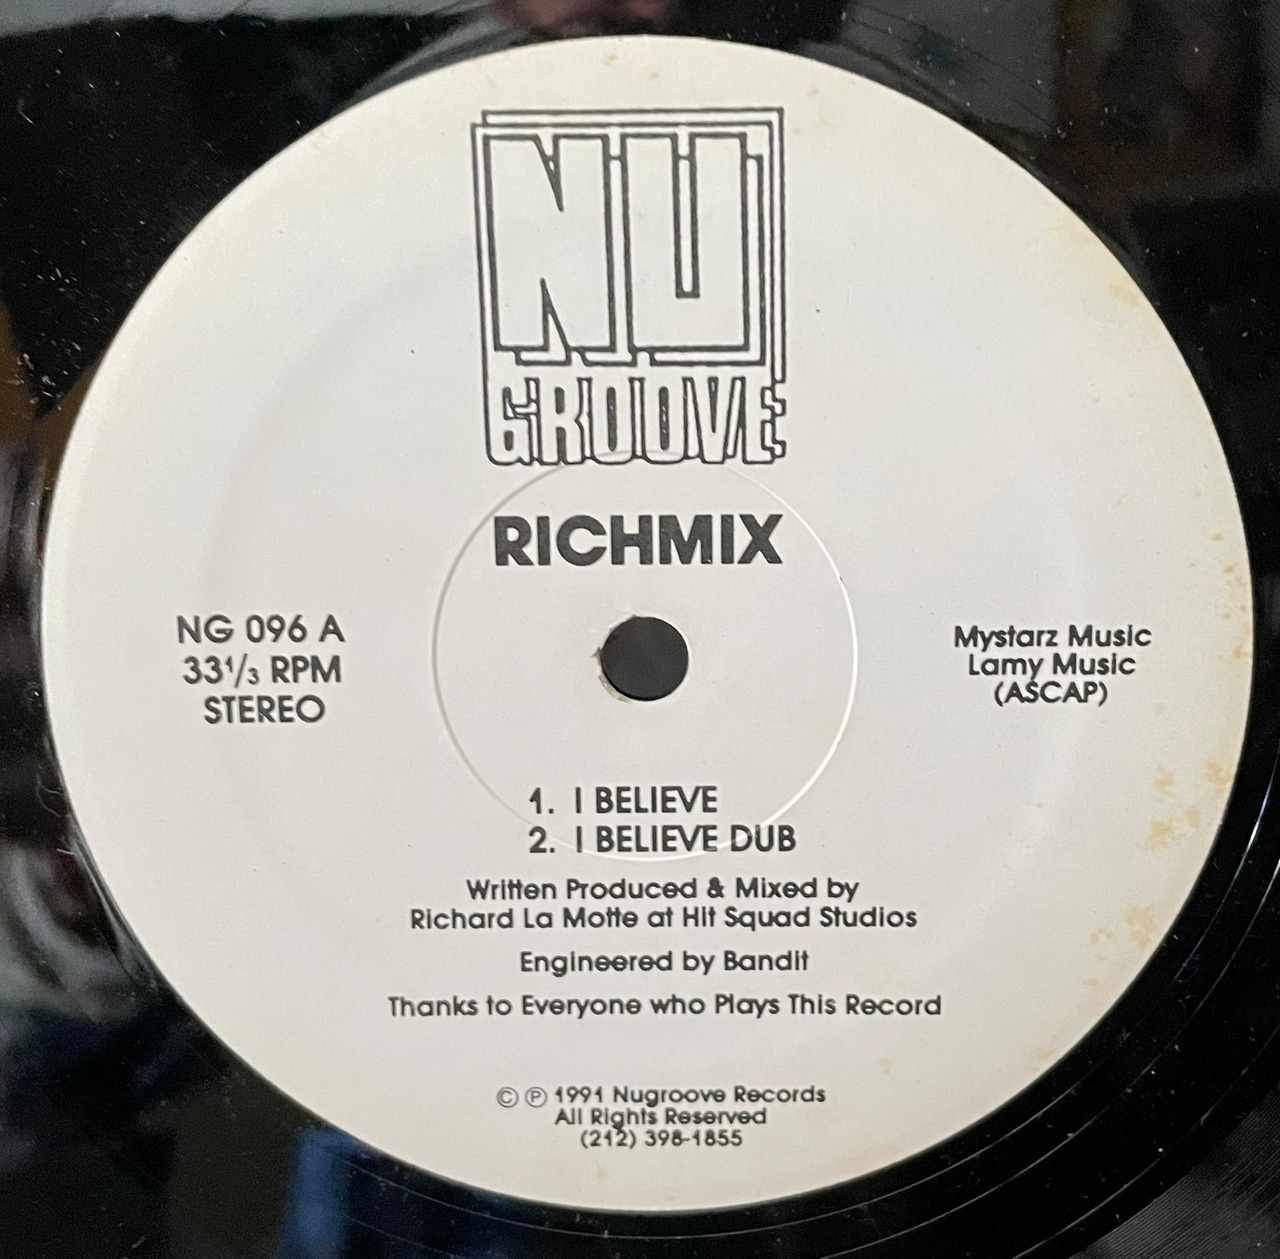 NU
GROOVE
RICHMIX
NG 096 A
33⅓ RPM
STEREO
Mystarz Music
Lamy Music
(ASCAP)
1. I BELIEVE
2. I BELIEVE DUB
Written Produced & Mixed by
Richard La Motte at Hit Squad Studios
Engineered by Bandit
Thanks to Everyone who Plays This Record
© ℗ 1991 Nugroove Records
All Rights Reserved
(212) 398-1855